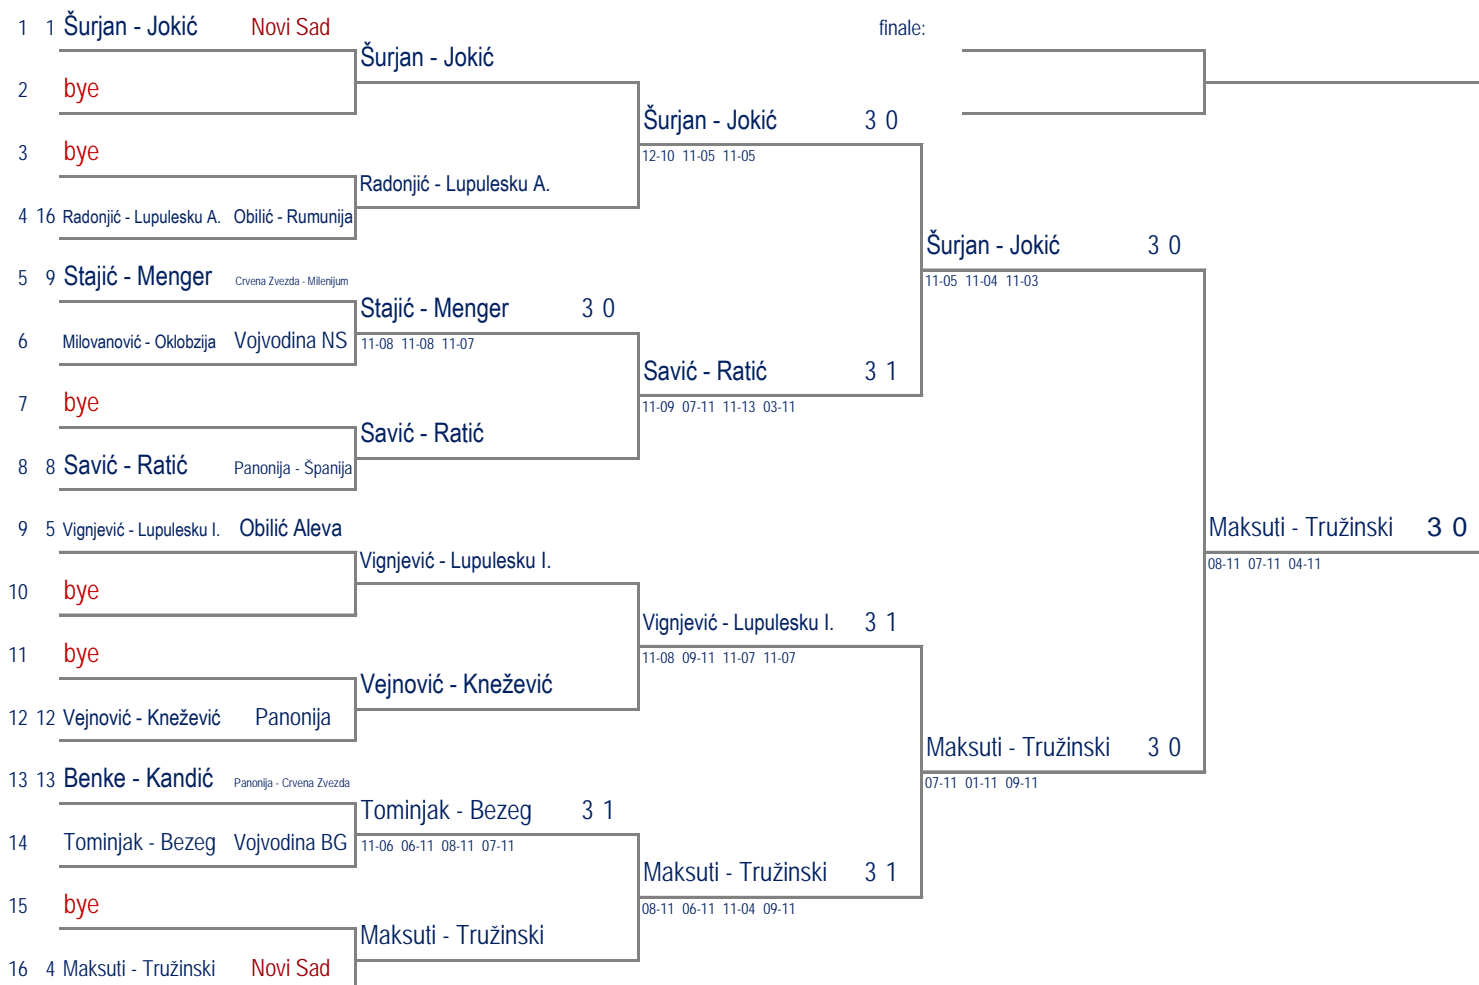 1 1 Šurjan - Jokić Novi Sad
finale:
Šurjan - Jokić
2 bye
Šurjan - Jokić 3 0
3 bye
12-10 11-05 11-05
Radonjić - Lupulesku A.
4 16 Radonjić - Lupulesku A. Obilić - Rumunija
Šurjan - Jokić 3 0
5 9 Stajić - Menger Crvena Zvezda - Milenijum
11-05 11-04 11-03
Stajić - Menger 3 0
6 Milovanović - Oklobzija Vojvodina NS
11-08 11-08 11-07
Savić - Ratić 3 1
7 bye
11-09 07-11 11-13 03-11
Savić - Ratić
8 8 Savić - Ratić Panonija - Španija
9 5 Vignjević - Lupulesku I. Obilić Aleva
Maksuti - Tružinski 3 0
Vignjević - Lupulesku I.
08-11 07-11 04-11
10 bye
Vignjević - Lupulesku I. 3 1
11 bye
11-08 09-11 11-07 11-07
Vejnović - Knežević
12 12 Vejnović - Knežević Panonija
Maksuti - Tružinski 3 0
13 13 Benke - Kandić Panonija - Crvena Zvezda
07-11 01-11 09-11
Tominjak - Bezeg 3 1
14 Tominjak - Bezeg Vojvodina BG
11-06 06-11 08-11 07-11
Maksuti - Tružinski 3 1
15 bye
08-11 06-11 11-04 09-11
Maksuti - Tružinski
16 4 Maksuti - Tružinski Novi Sad